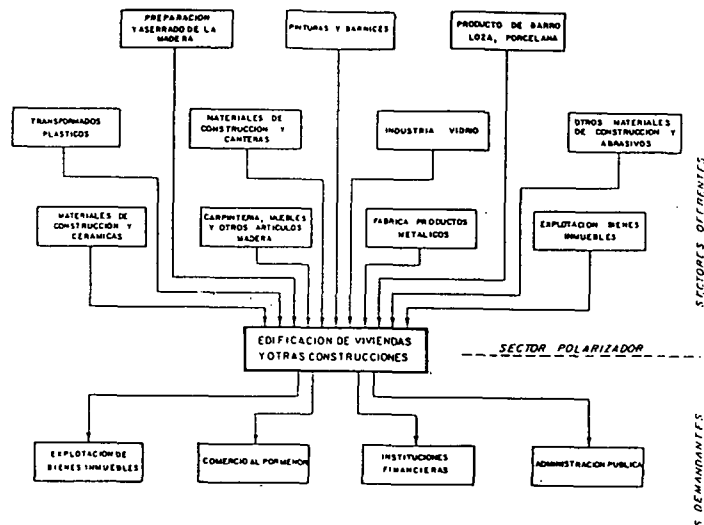 PREPARACION
Y ASERRADO DE LA
MADERA
PINTURAS Y BARNICES
PRODUCTO DE BARRO
LOZA, PORCELANA
TRANSFORMADOS
PLASTICOS
MATERIALES DE
CONSTRUCCION Y
CANTERAS
INDUSTRIA VIDRIO
OTROS MATERIALES
DE CONSTRUCCION Y
ABRASIVOS
MATERIALES DE
CONSTRUCCION Y
CERAMICAS
CARPINTERIA, MUEBLES
Y OTROS ARTICULOS
MADERA
FABRICA PRODUCTOS
METALICOS
EXPLOTACION BIENES
INMUEBLES
SECTORES OFERENTES
EDIFICACION DE VIVIENDAS
Y OTRAS CONSTRUCCIONES
SECTOR POLARIZADOR
EXPLOTACION DE
BIENES INMUEBLES
COMERCIO AL POR MENOR
INSTITUCIONES
FINANCIERAS
ADMINISTRACION PUBLICA
S DEMANDANTES